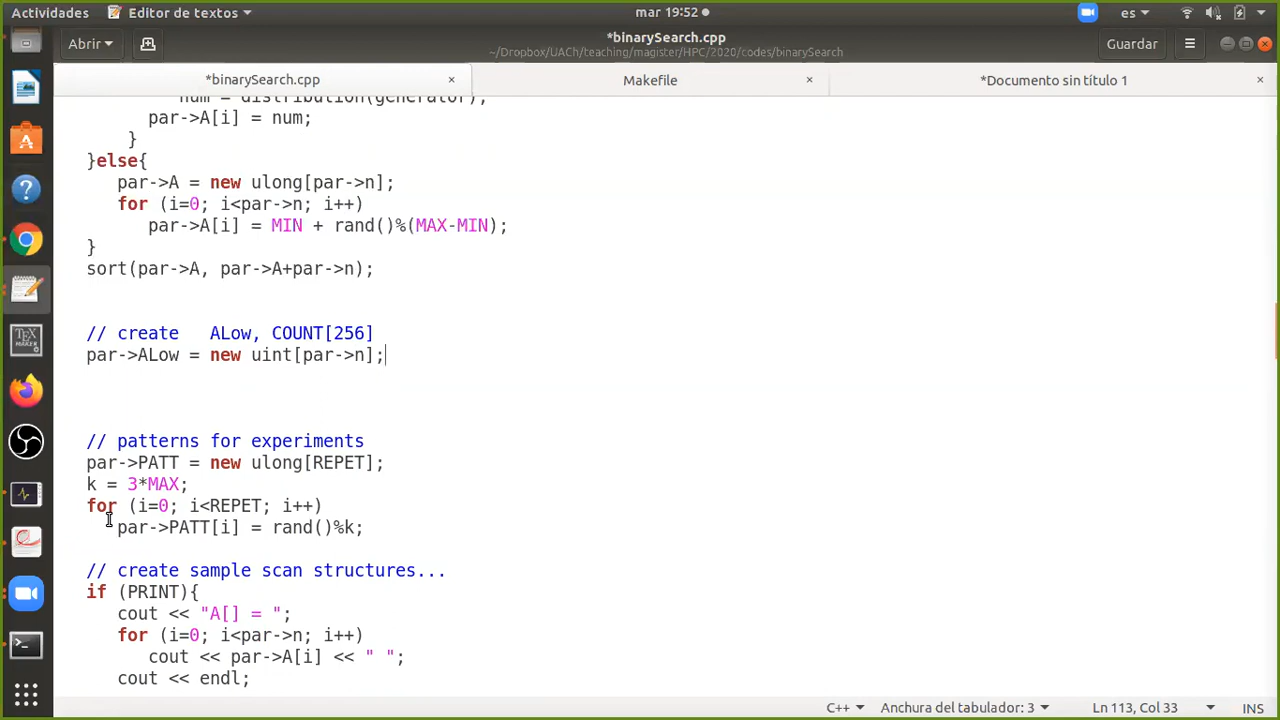 Actividades Editor de textos mar 19:52 es
Abrir *binarySearch.cpp Guardar
~/Dropbox/UACh/teaching/magister/HPC/2020/codes/binarySearch
*binarySearch.cpp Makefile *Documento sin título 1
num = distribution(generator);
par->A[i] = num;
}
}else{
par->A = new ulong[par->n];
for (i=0; i<par->n; i++)
par->A[i] = MIN + rand()%(MAX-MIN);
}
sort(par->A, par->A+par->n);
// create ALow, COUNT[256]
par->ALow = new uint[par->n];
// patterns for experiments
par->PATT = new ulong[REPET];
k = 3*MAX;
for (i=0; i<REPET; i++)
par->PATT[i] = rand()%k;
// create sample scan structures...
if (PRINT){
cout << "A[] = ";
for (i=0; i<par->n; i++)
cout << par->A[i] << " ";
cout << endl;
C++ Anchura del tabulador: 3 Ln 113, Col 33 INS